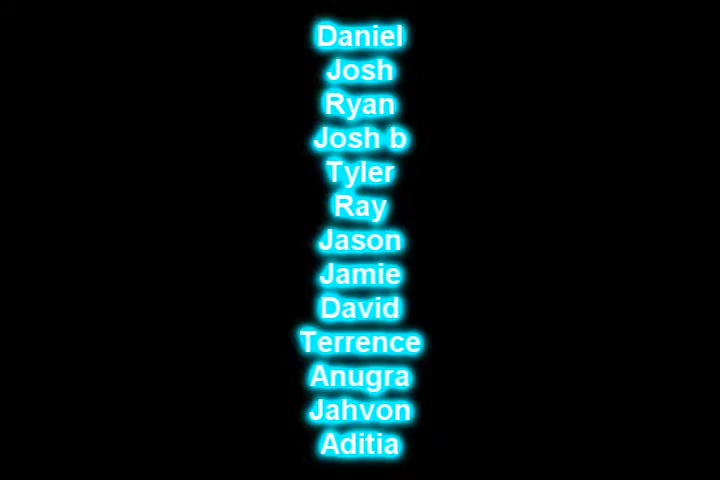 Daniel
Josh
Ryan
Josh b
Tyler
Ray
Jason
Jamie
David
Terrence
Anugra
Jahvon
Aditia